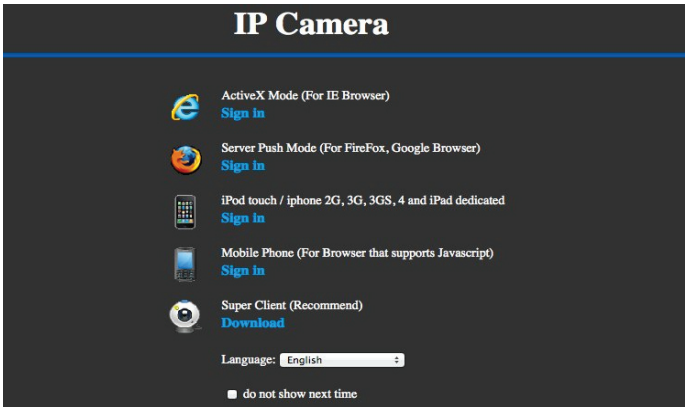 IP Camera
ActiveX Mode (For IE Browser)
Sign in
Server Push Mode (For FireFox, Google Browser)
Sign in
iPod touch / iphone 2G, 3G, 3GS, 4 and iPad dedicated
Sign in
Mobile Phone (For Browser that supports Javascript)
Sign in
Super Client (Recommend)
Download
Language: English
do not show next time